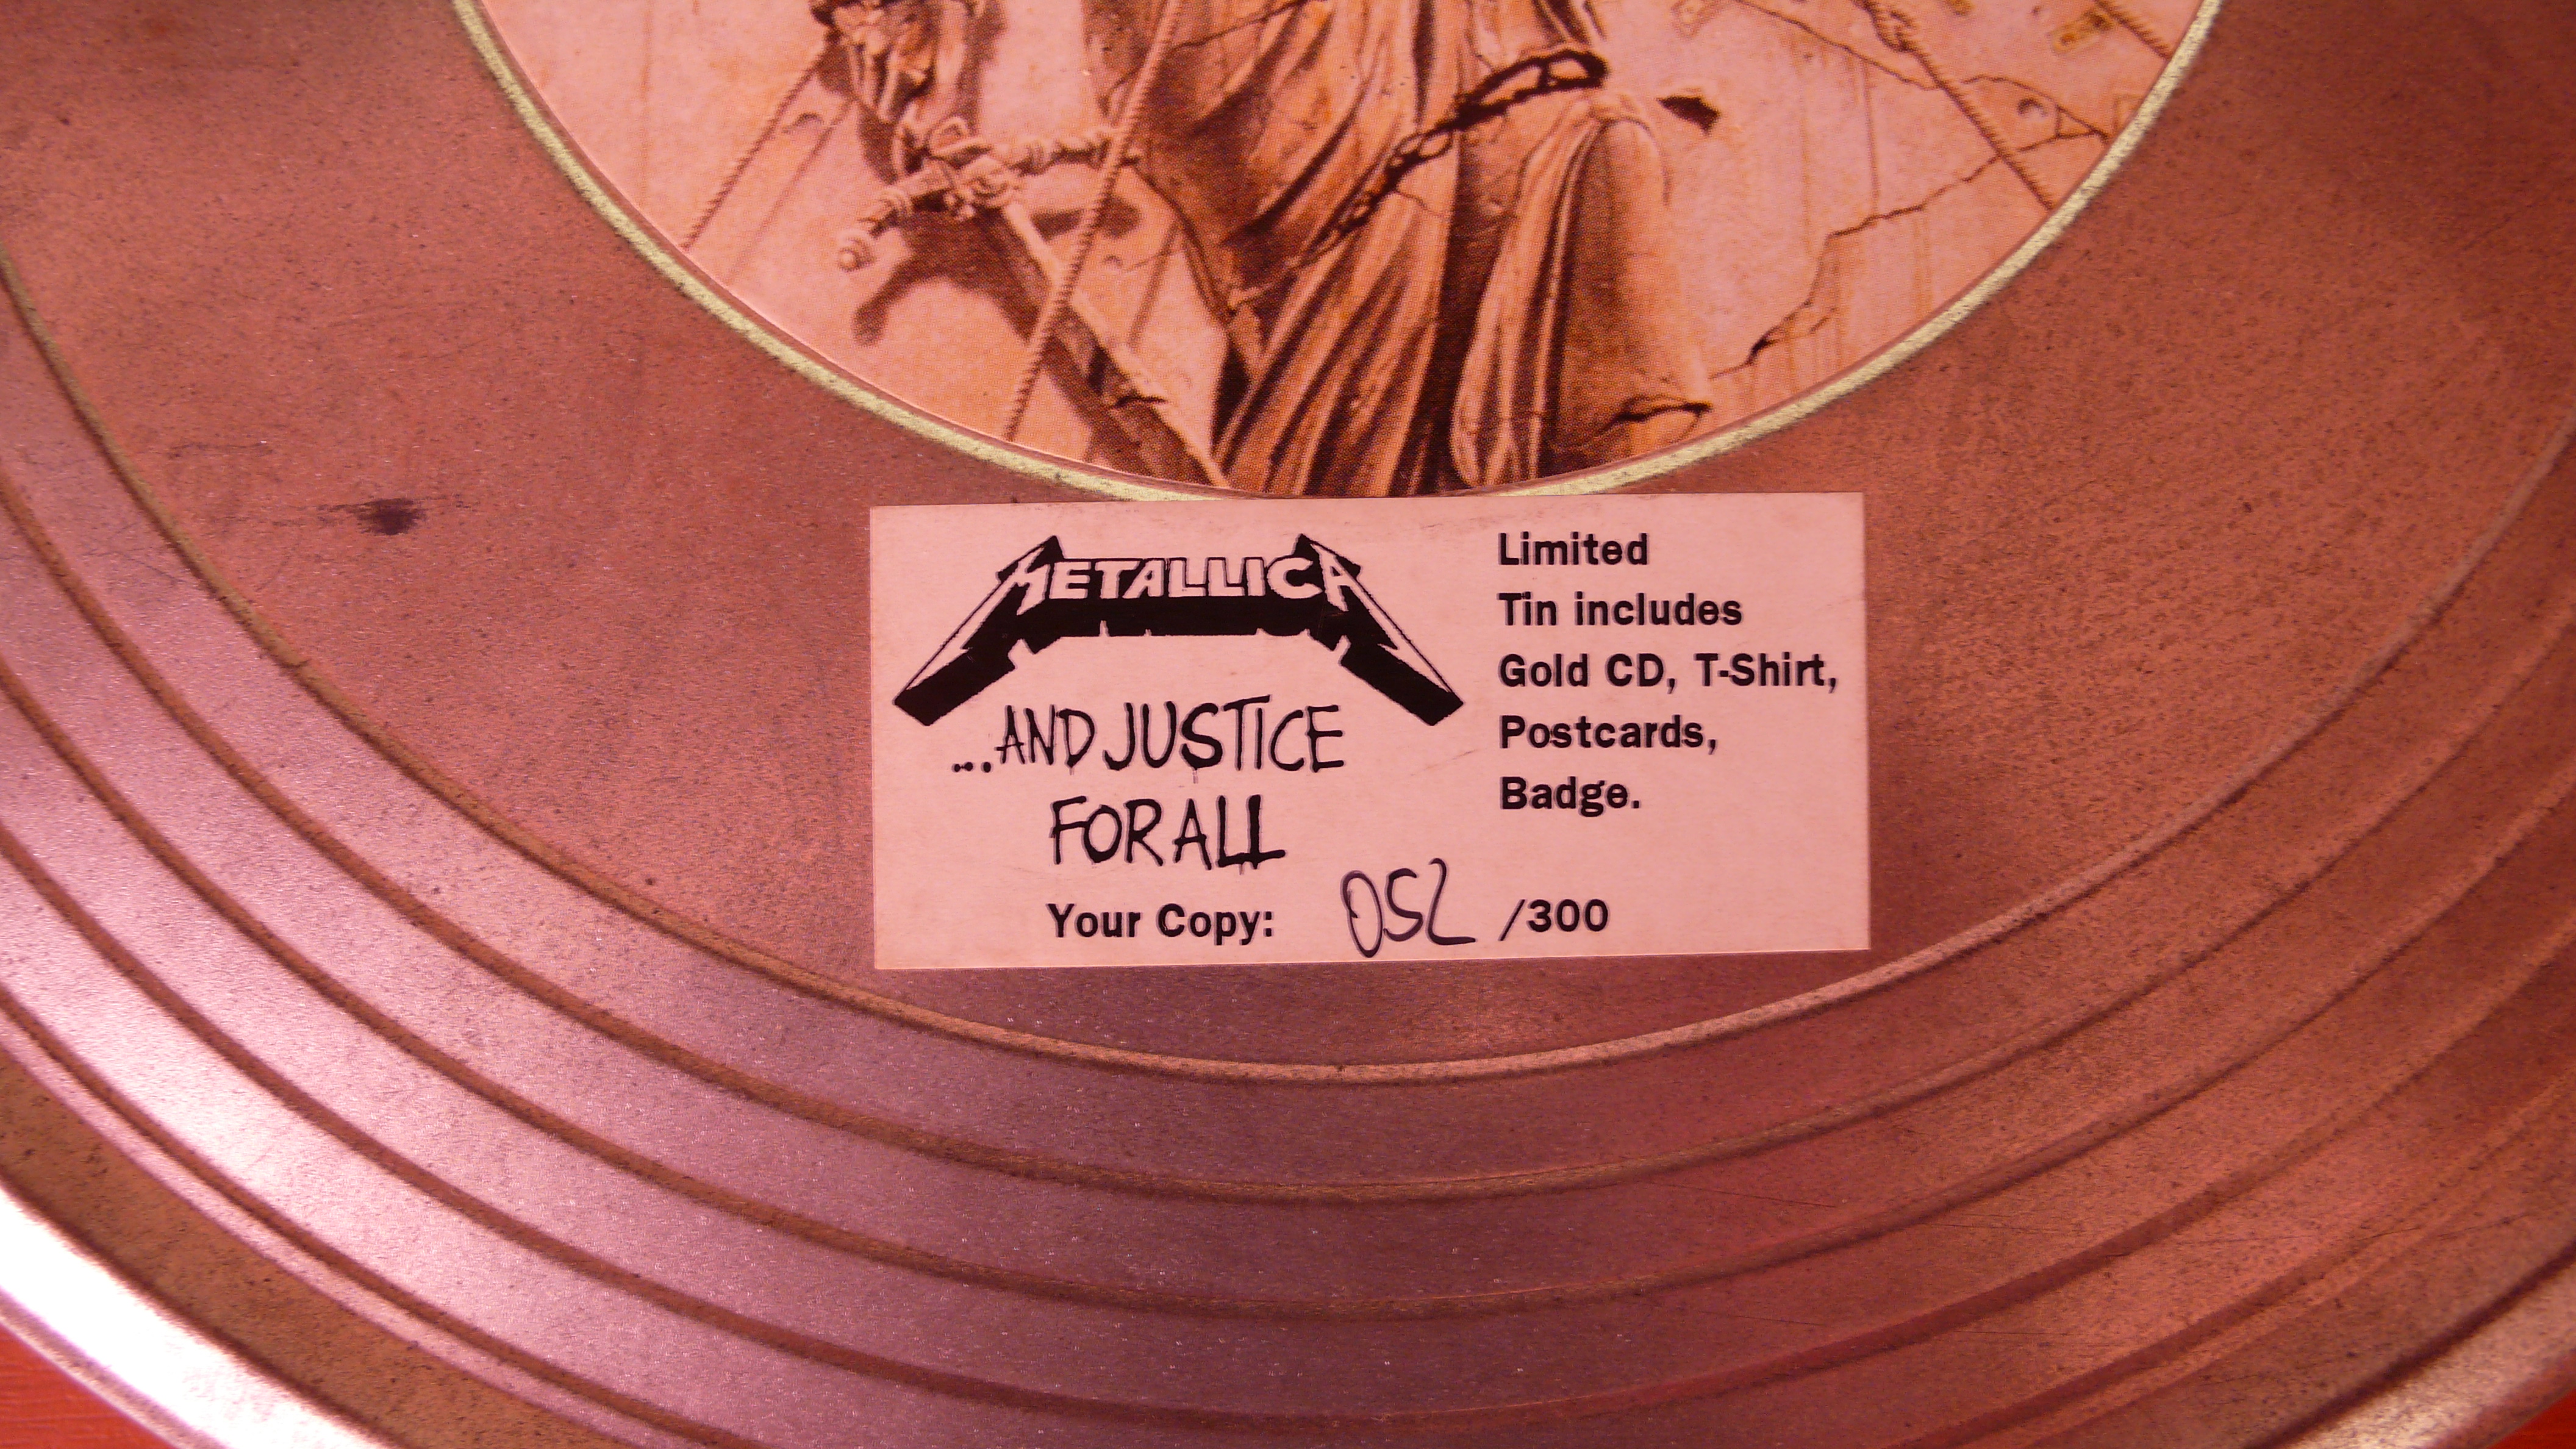 METALLICA
...AND JUSTICE
FOR ALL
Limited
Tin includes
Gold CD, T-Shirt,
Postcards,
Badge.
Your Copy: 052 /300